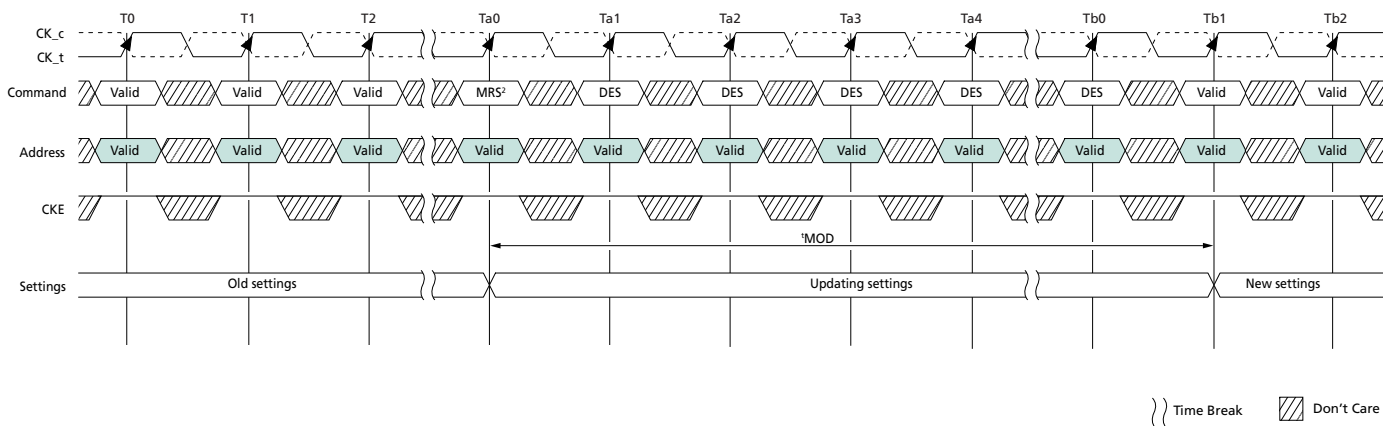 T0 T1 T2 Ta0 Ta1 Ta2 Ta3 Ta4 Tb0 Tb1 Tb2
CK_c
CK_t
Command Valid Valid Valid MRS² DES DES DES DES DES Valid Valid
Address Valid Valid Valid Valid Valid Valid Valid Valid Valid Valid Valid
CKE
ᵗMOD
Settings Old settings Updating settings New settings
Time Break Don't Care